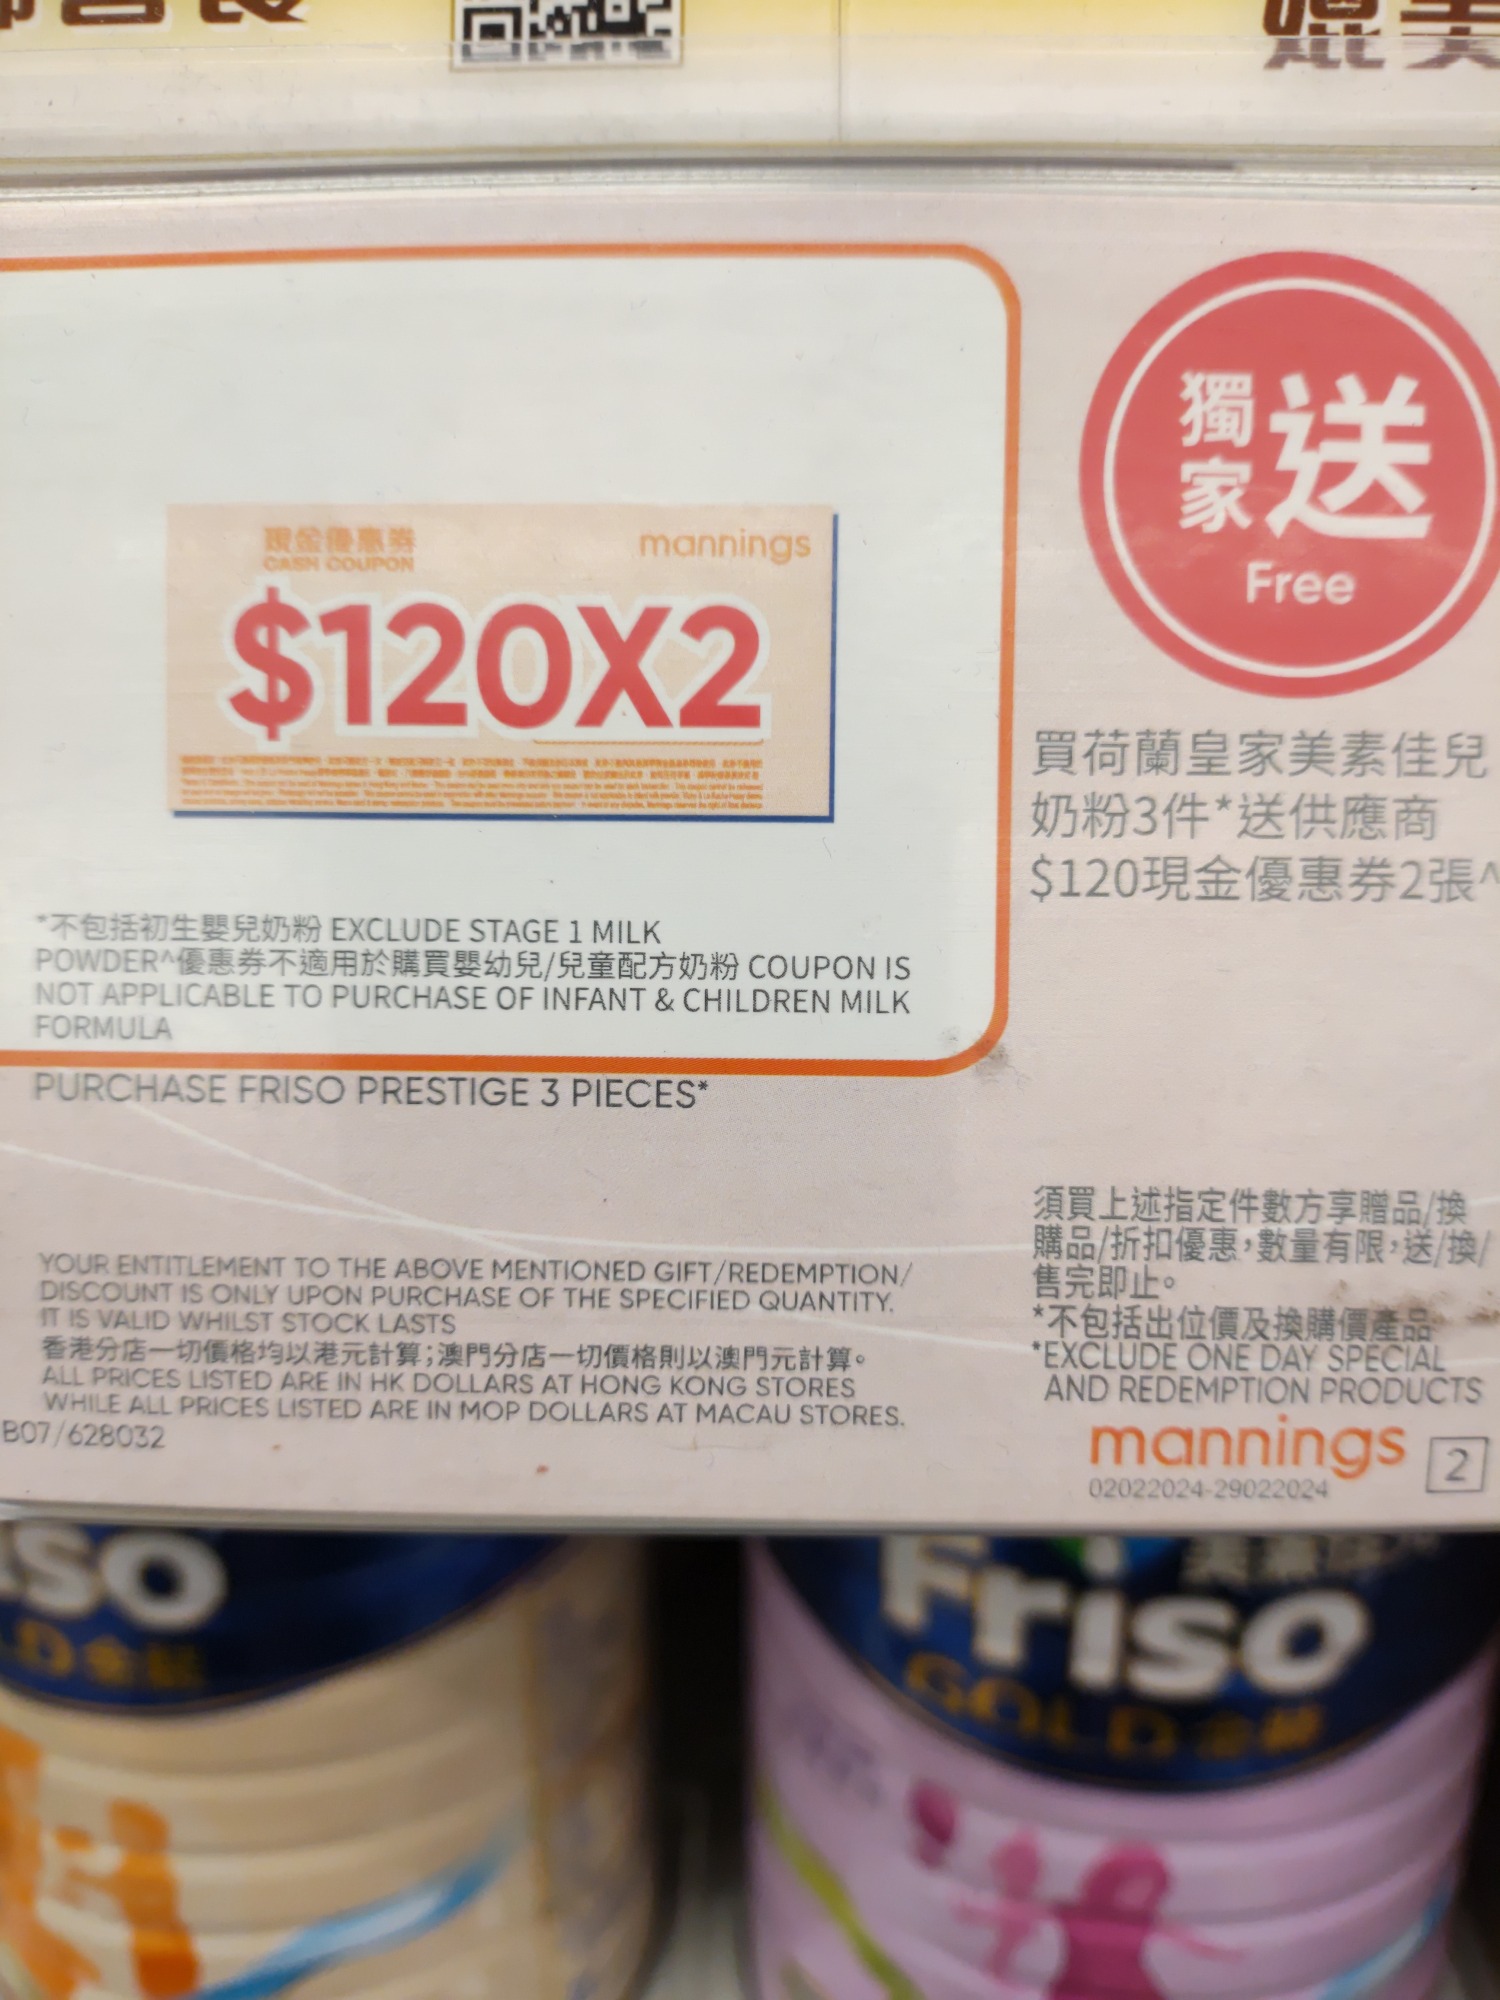 獨家送
Free
現金優惠券
CASH COUPON
mannings
$120X2
買荷蘭皇家美素佳兒
奶粉3件*送供應商
$120現金優惠券2張^
*不包括初生嬰兒奶粉 EXCLUDE STAGE 1 MILK
POWDER^優惠券不適用於購買嬰幼兒/兒童配方奶粉 COUPON IS
NOT APPLICABLE TO PURCHASE OF INFANT & CHILDREN MILK
FORMULA
PURCHASE FRISO PRESTIGE 3 PIECES*
YOUR ENTITLEMENT TO THE ABOVE MENTIONED GIFT/REDEMPTION/
DISCOUNT IS ONLY UPON PURCHASE OF THE SPECIFIED QUANTITY.
IT IS VALID WHILST STOCK LASTS
香港分店一切價格均以港元計算;澳門分店一切價格則以澳門元計算。
ALL PRICES LISTED ARE IN HK DOLLARS AT HONG KONG STORES
WHILE ALL PRICES LISTED ARE IN MOP DOLLARS AT MACAU STORES.
B07/628032
須買上述指定件數方享贈品/換
購品/折扣優惠,數量有限,送/換/
售完即止。
*不包括出位價及換購價產品
*EXCLUDE ONE DAY SPECIAL
AND REDEMPTION PRODUCTS
mannings 2
02022024-29022024
Friso
GOLD